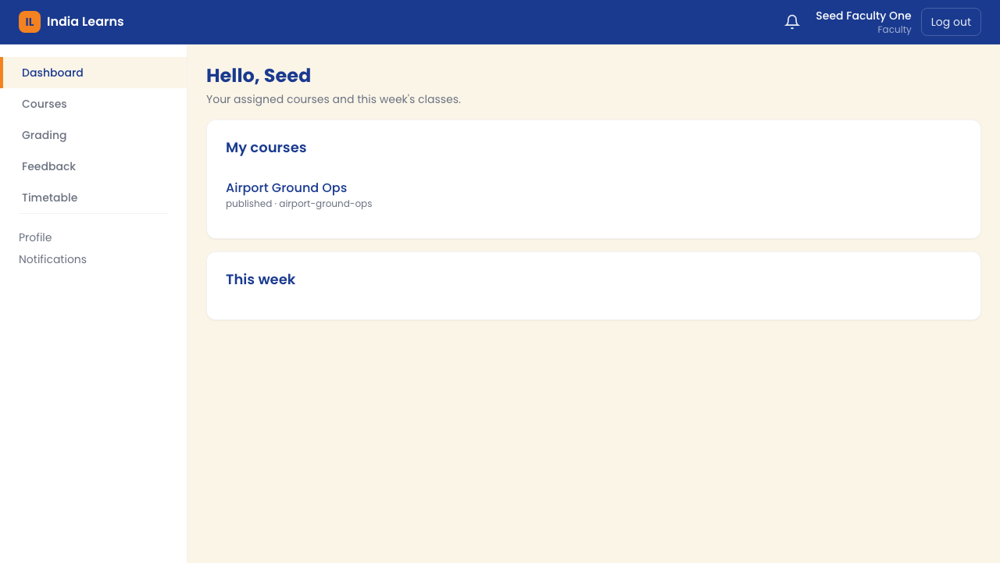 IL India Learns
Seed Faculty One
Faculty
Log out
Dashboard
Courses
Grading
Feedback
Timetable
Profile
Notifications
Hello, Seed
Your assigned courses and this week's classes.
My courses
Airport Ground Ops
published · airport-ground-ops
This week